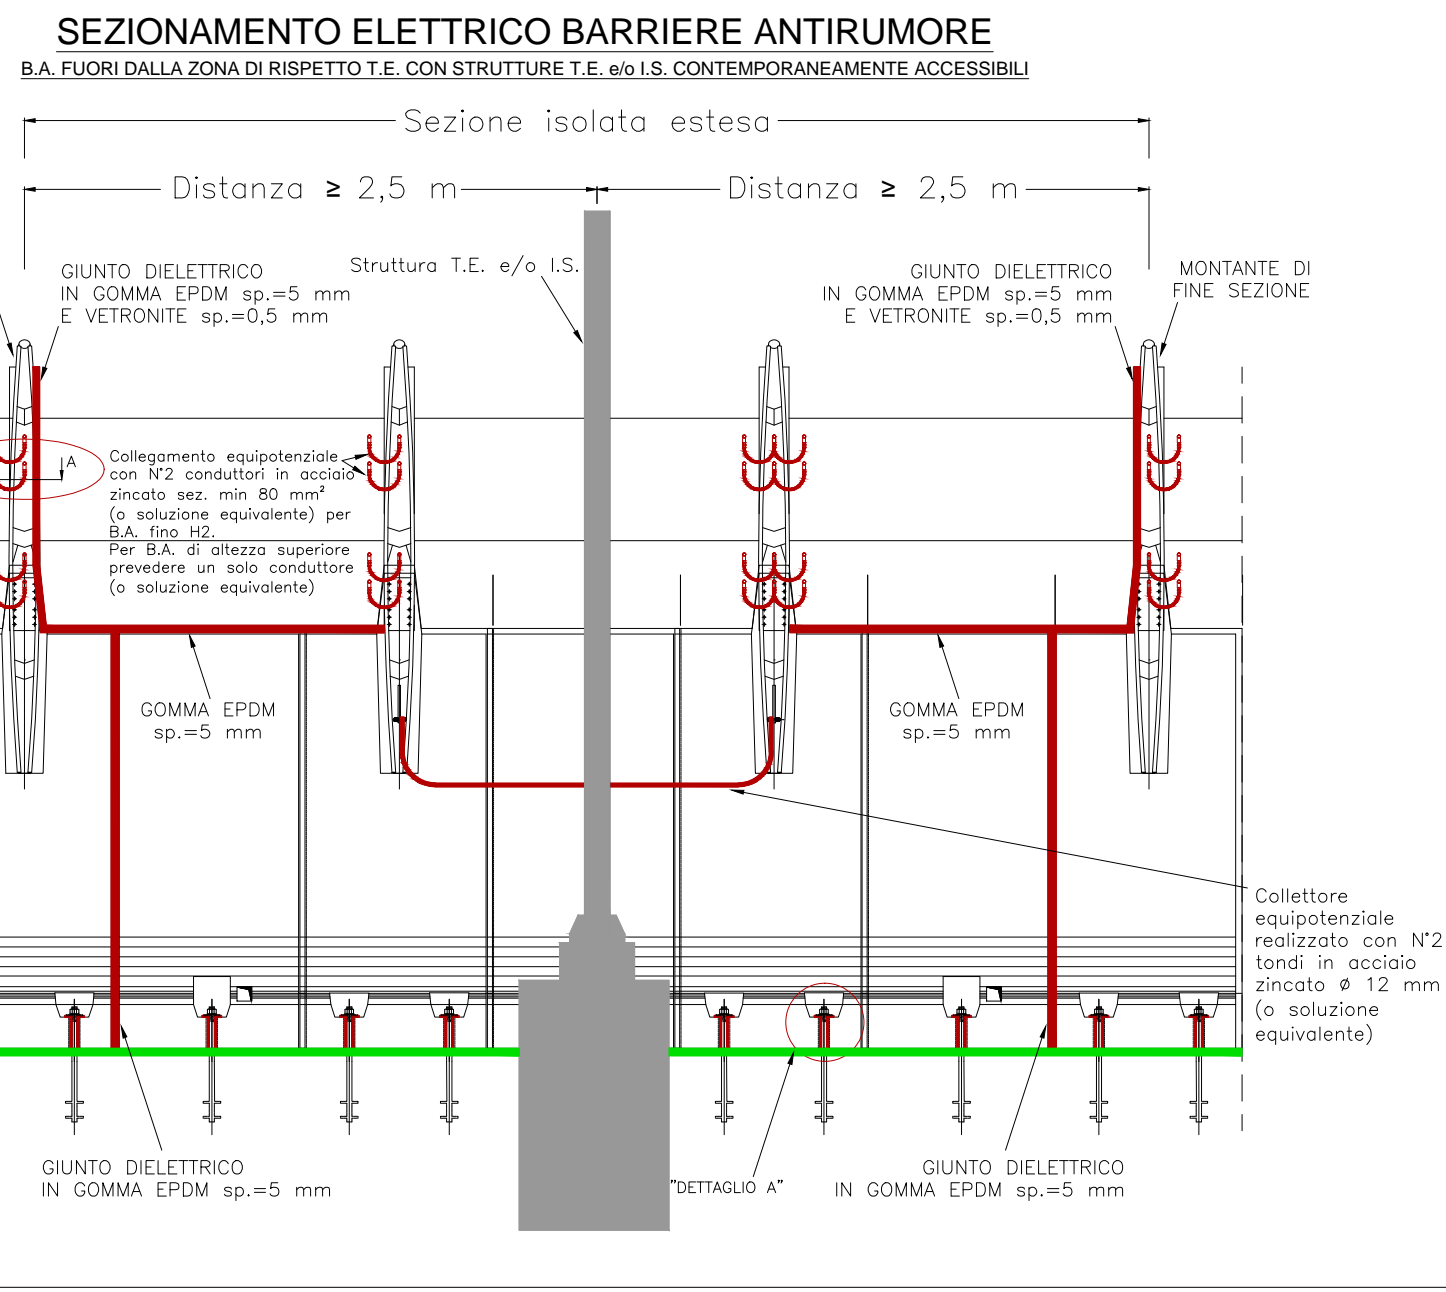 SEZIONAMENTO ELETTRICO BARRIERE ANTIRUMORE
B.A. FUORI DALLA ZONA DI RISPETTO T.E. CON STRUTTURE T.E. e/o I.S. CONTEMPORANEAMENTE ACCESSIBILI
Sezione isolata estesa
Distanza ≥ 2,5 m
Distanza ≥ 2,5 m
GIUNTO DIELETTRICO
IN GOMMA EPDM sp.=5 mm
E VETRONITE sp.=0,5 mm
Struttura T.E. e/o I.S.
GIUNTO DIELETTRICO
IN GOMMA EPDM sp.=5 mm
E VETRONITE sp.=0,5 mm
MONTANTE DI
FINE SEZIONE
A
Collegamento equipotenziale
con N°2 conduttori in acciaio
zincato sez. min 80 mm²
(o soluzione equivalente) per
B.A. fino H2.
Per B.A. di altezza superiore
prevedere un solo conduttore
(o soluzione equivalente)
GOMMA EPDM
sp.=5 mm
GOMMA EPDM
sp.=5 mm
Collettore
equipotenziale
realizzato con N°2
tondi in acciaio
zincato Ø 12 mm
(o soluzione
equivalente)
GIUNTO DIELETTRICO
IN GOMMA EPDM sp.=5 mm
"DETTAGLIO A"
GIUNTO DIELETTRICO
IN GOMMA EPDM sp.=5 mm